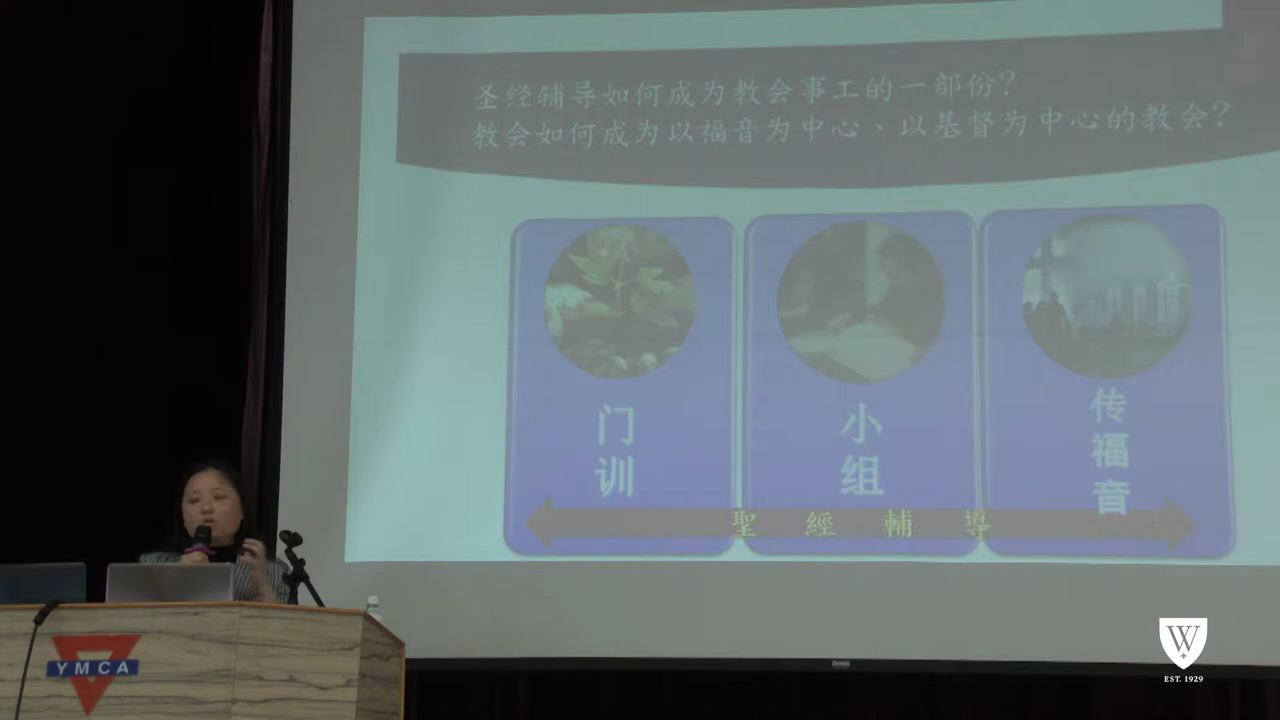 圣经辅导如何成为教会事工的一部份？
教会如何成为以福音为中心、以基督为中心的教会？
门训
小组
传福音
聖經輔導
YMCA
W
EST. 1929